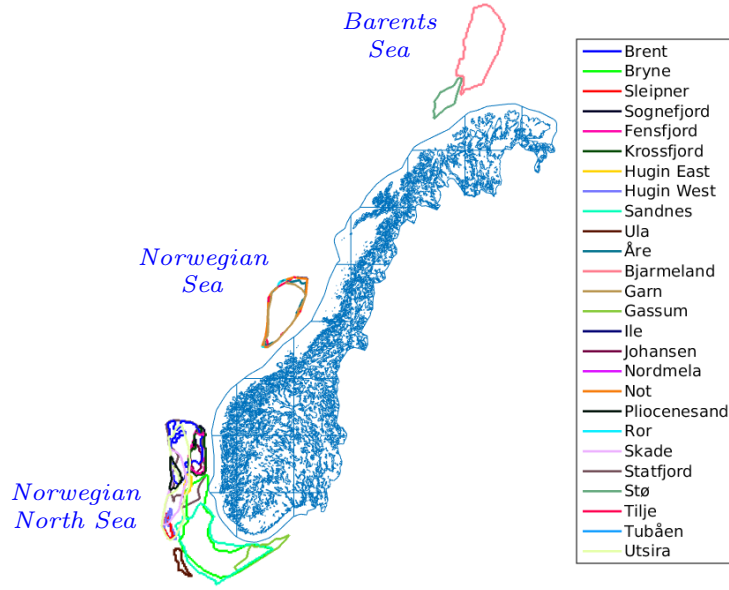 Barents
Sea
Norwegian
Sea
Norwegian
North Sea
Brent
Bryne
Sleipner
Sognefjord
Fensfjord
Krossfjord
Hugin East
Hugin West
Sandnes
Ula
Åre
Bjarmeland
Garn
Gassum
Ile
Johansen
Nordmela
Not
Pliocenesand
Ror
Skade
Statfjord
Stø
Tilje
Tubåen
Utsira